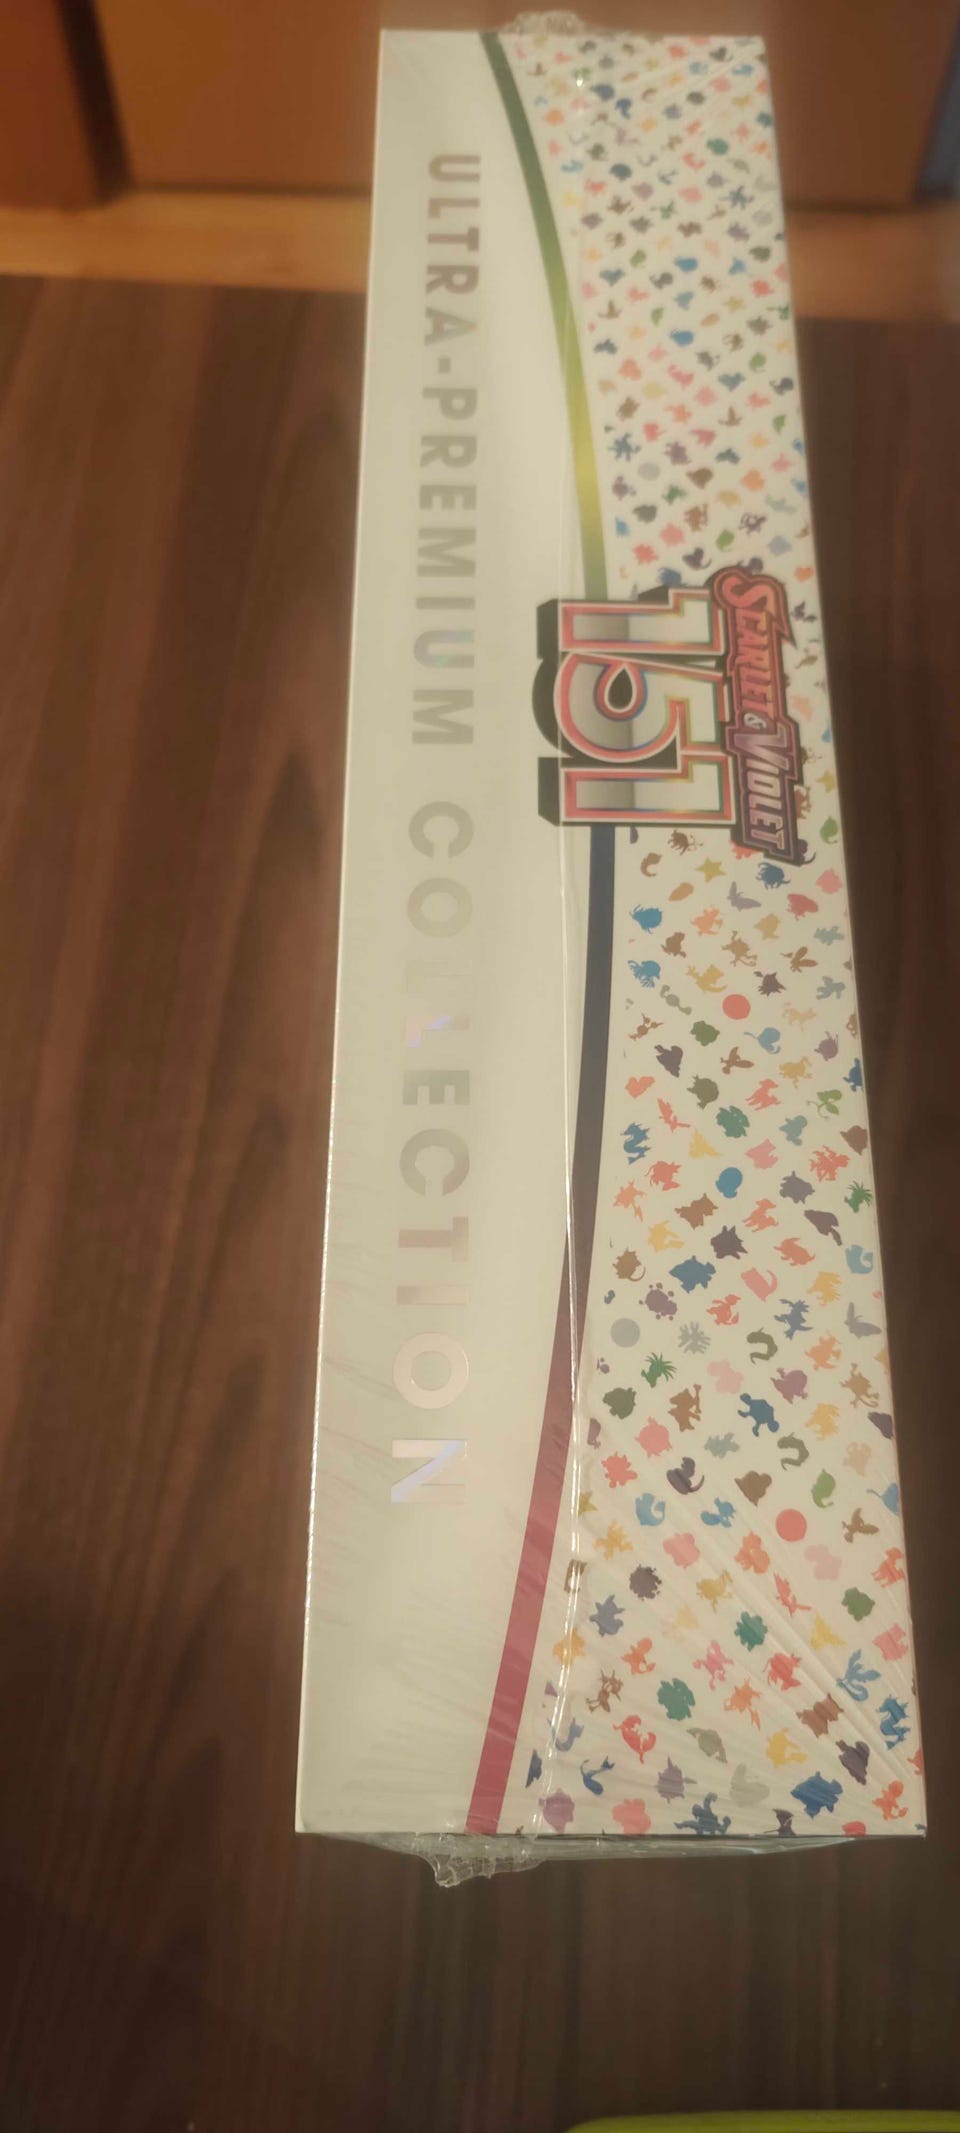 SCARLET & VIOLET
151
ULTRA-PREMIUM COLLECTION